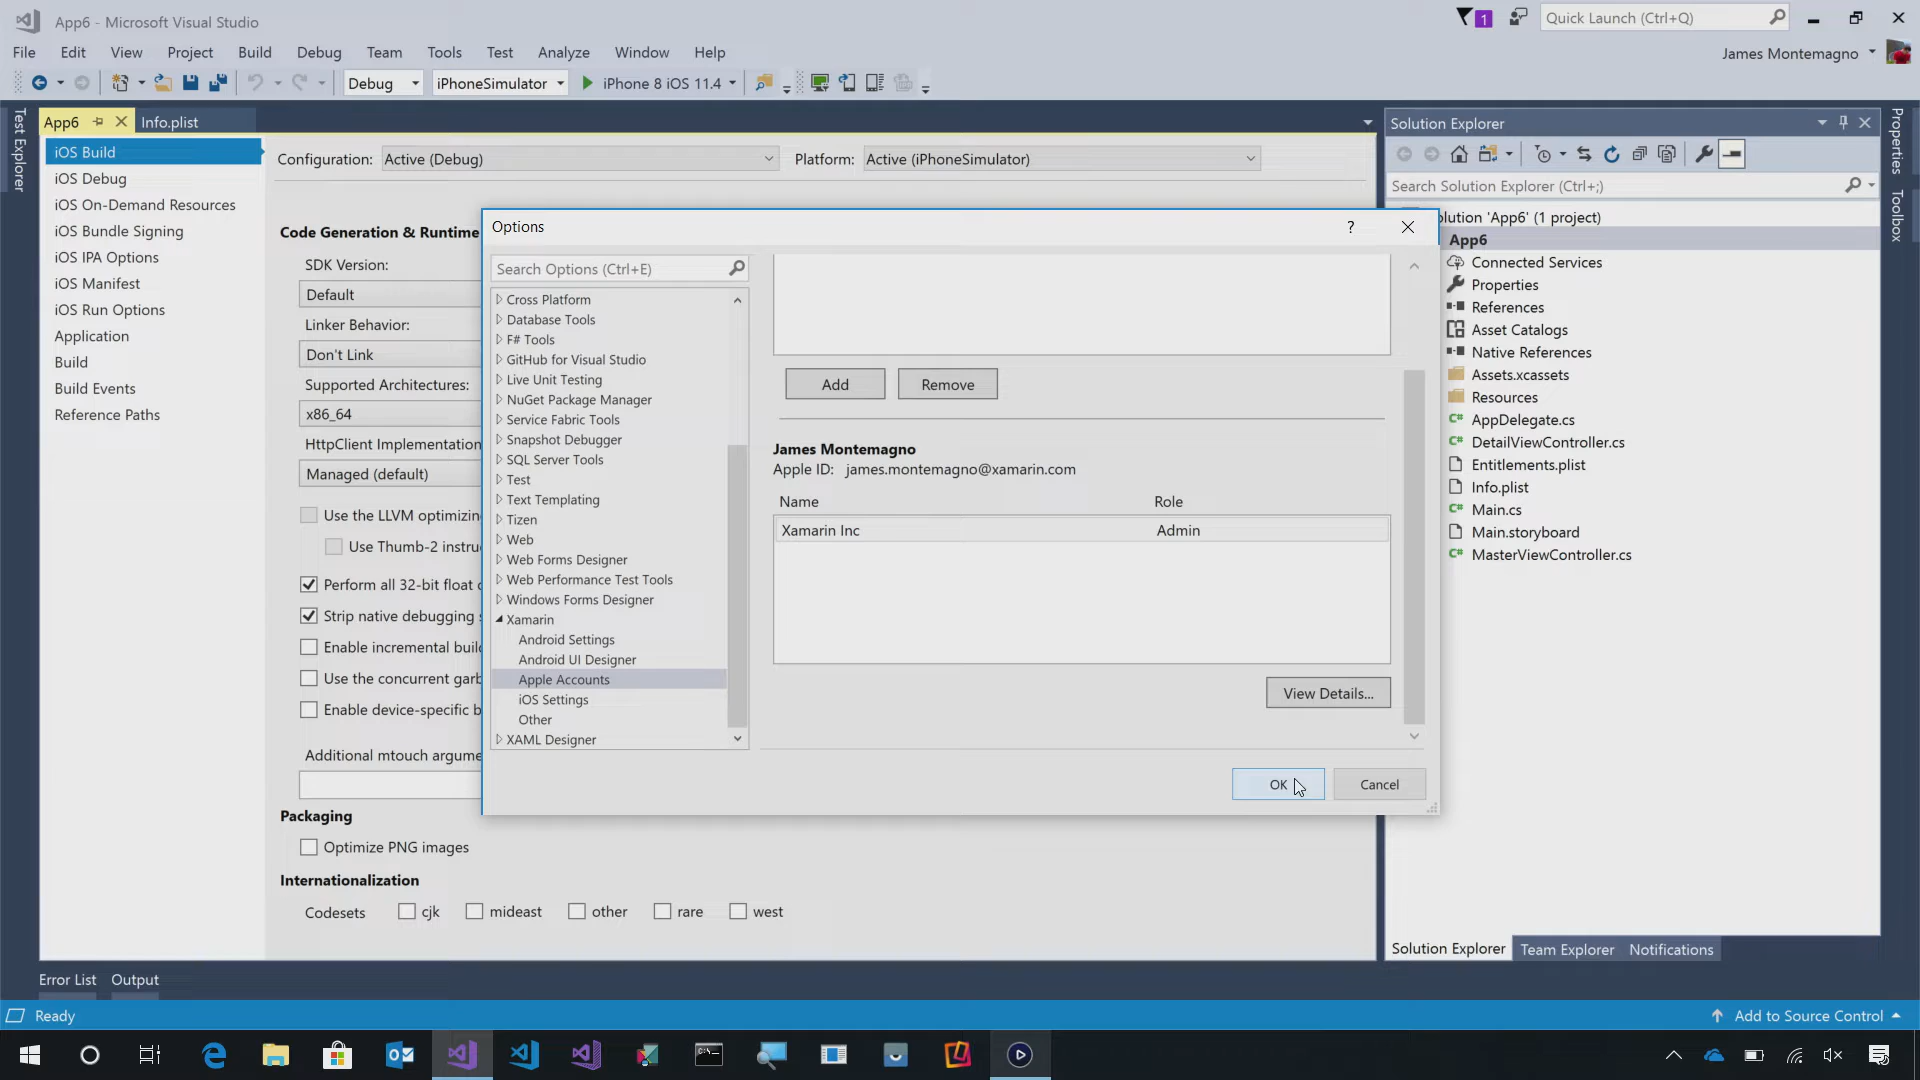 App6 - Microsoft Visual Studio
1
Quick Launch (Ctrl+Q)
File Edit View Project Build Debug Team Tools Test Analyze Window Help
James Montemagno
Debug iPhoneSimulator iPhone 8 iOS 11.4
Test Explorer
App6 Info.plist
iOS Build
iOS Debug
iOS On-Demand Resources
iOS Bundle Signing
iOS IPA Options
iOS Manifest
iOS Run Options
Application
Build
Build Events
Reference Paths
Configuration: Active (Debug) Platform: Active (iPhoneSimulator)
Code Generation & Runtime
SDK Version:
Default
Linker Behavior:
Don't Link
Supported Architectures:
x86_64
HttpClient Implementation
Managed (default)
Use the LLVM optimizin
Use Thumb-2 instru
Perform all 32-bit float
Strip native debugging
Enable incremental buil
Use the concurrent garb
Enable device-specific b
Additional mtouch argume
Packaging
Optimize PNG images
Internationalization
Codesets cjk mideast other rare west
Options ?
Search Options (Ctrl+E)
Cross Platform
Database Tools
F# Tools
GitHub for Visual Studio
Live Unit Testing
NuGet Package Manager
Service Fabric Tools
Snapshot Debugger
SQL Server Tools
Test
Text Templating
Tizen
Web
Web Forms Designer
Web Performance Test Tools
Windows Forms Designer
Xamarin
Android Settings
Android UI Designer
Apple Accounts
iOS Settings
Other
XAML Designer
Add Remove
James Montemagno
Apple ID: james.montemagno@xamarin.com
Name Role
Xamarin Inc Admin
View Details...
OK Cancel
Solution Explorer
Search Solution Explorer (Ctrl+;)
olution 'App6' (1 project)
App6
Connected Services
Properties
References
Asset Catalogs
Native References
Assets.xcassets
Resources
C# AppDelegate.cs
C# DetailViewController.cs
Entitlements.plist
Info.plist
C# Main.cs
Main.storyboard
C# MasterViewController.cs
Solution Explorer Team Explorer Notifications
Properties
Toolbox
Error List Output
Ready
Add to Source Control